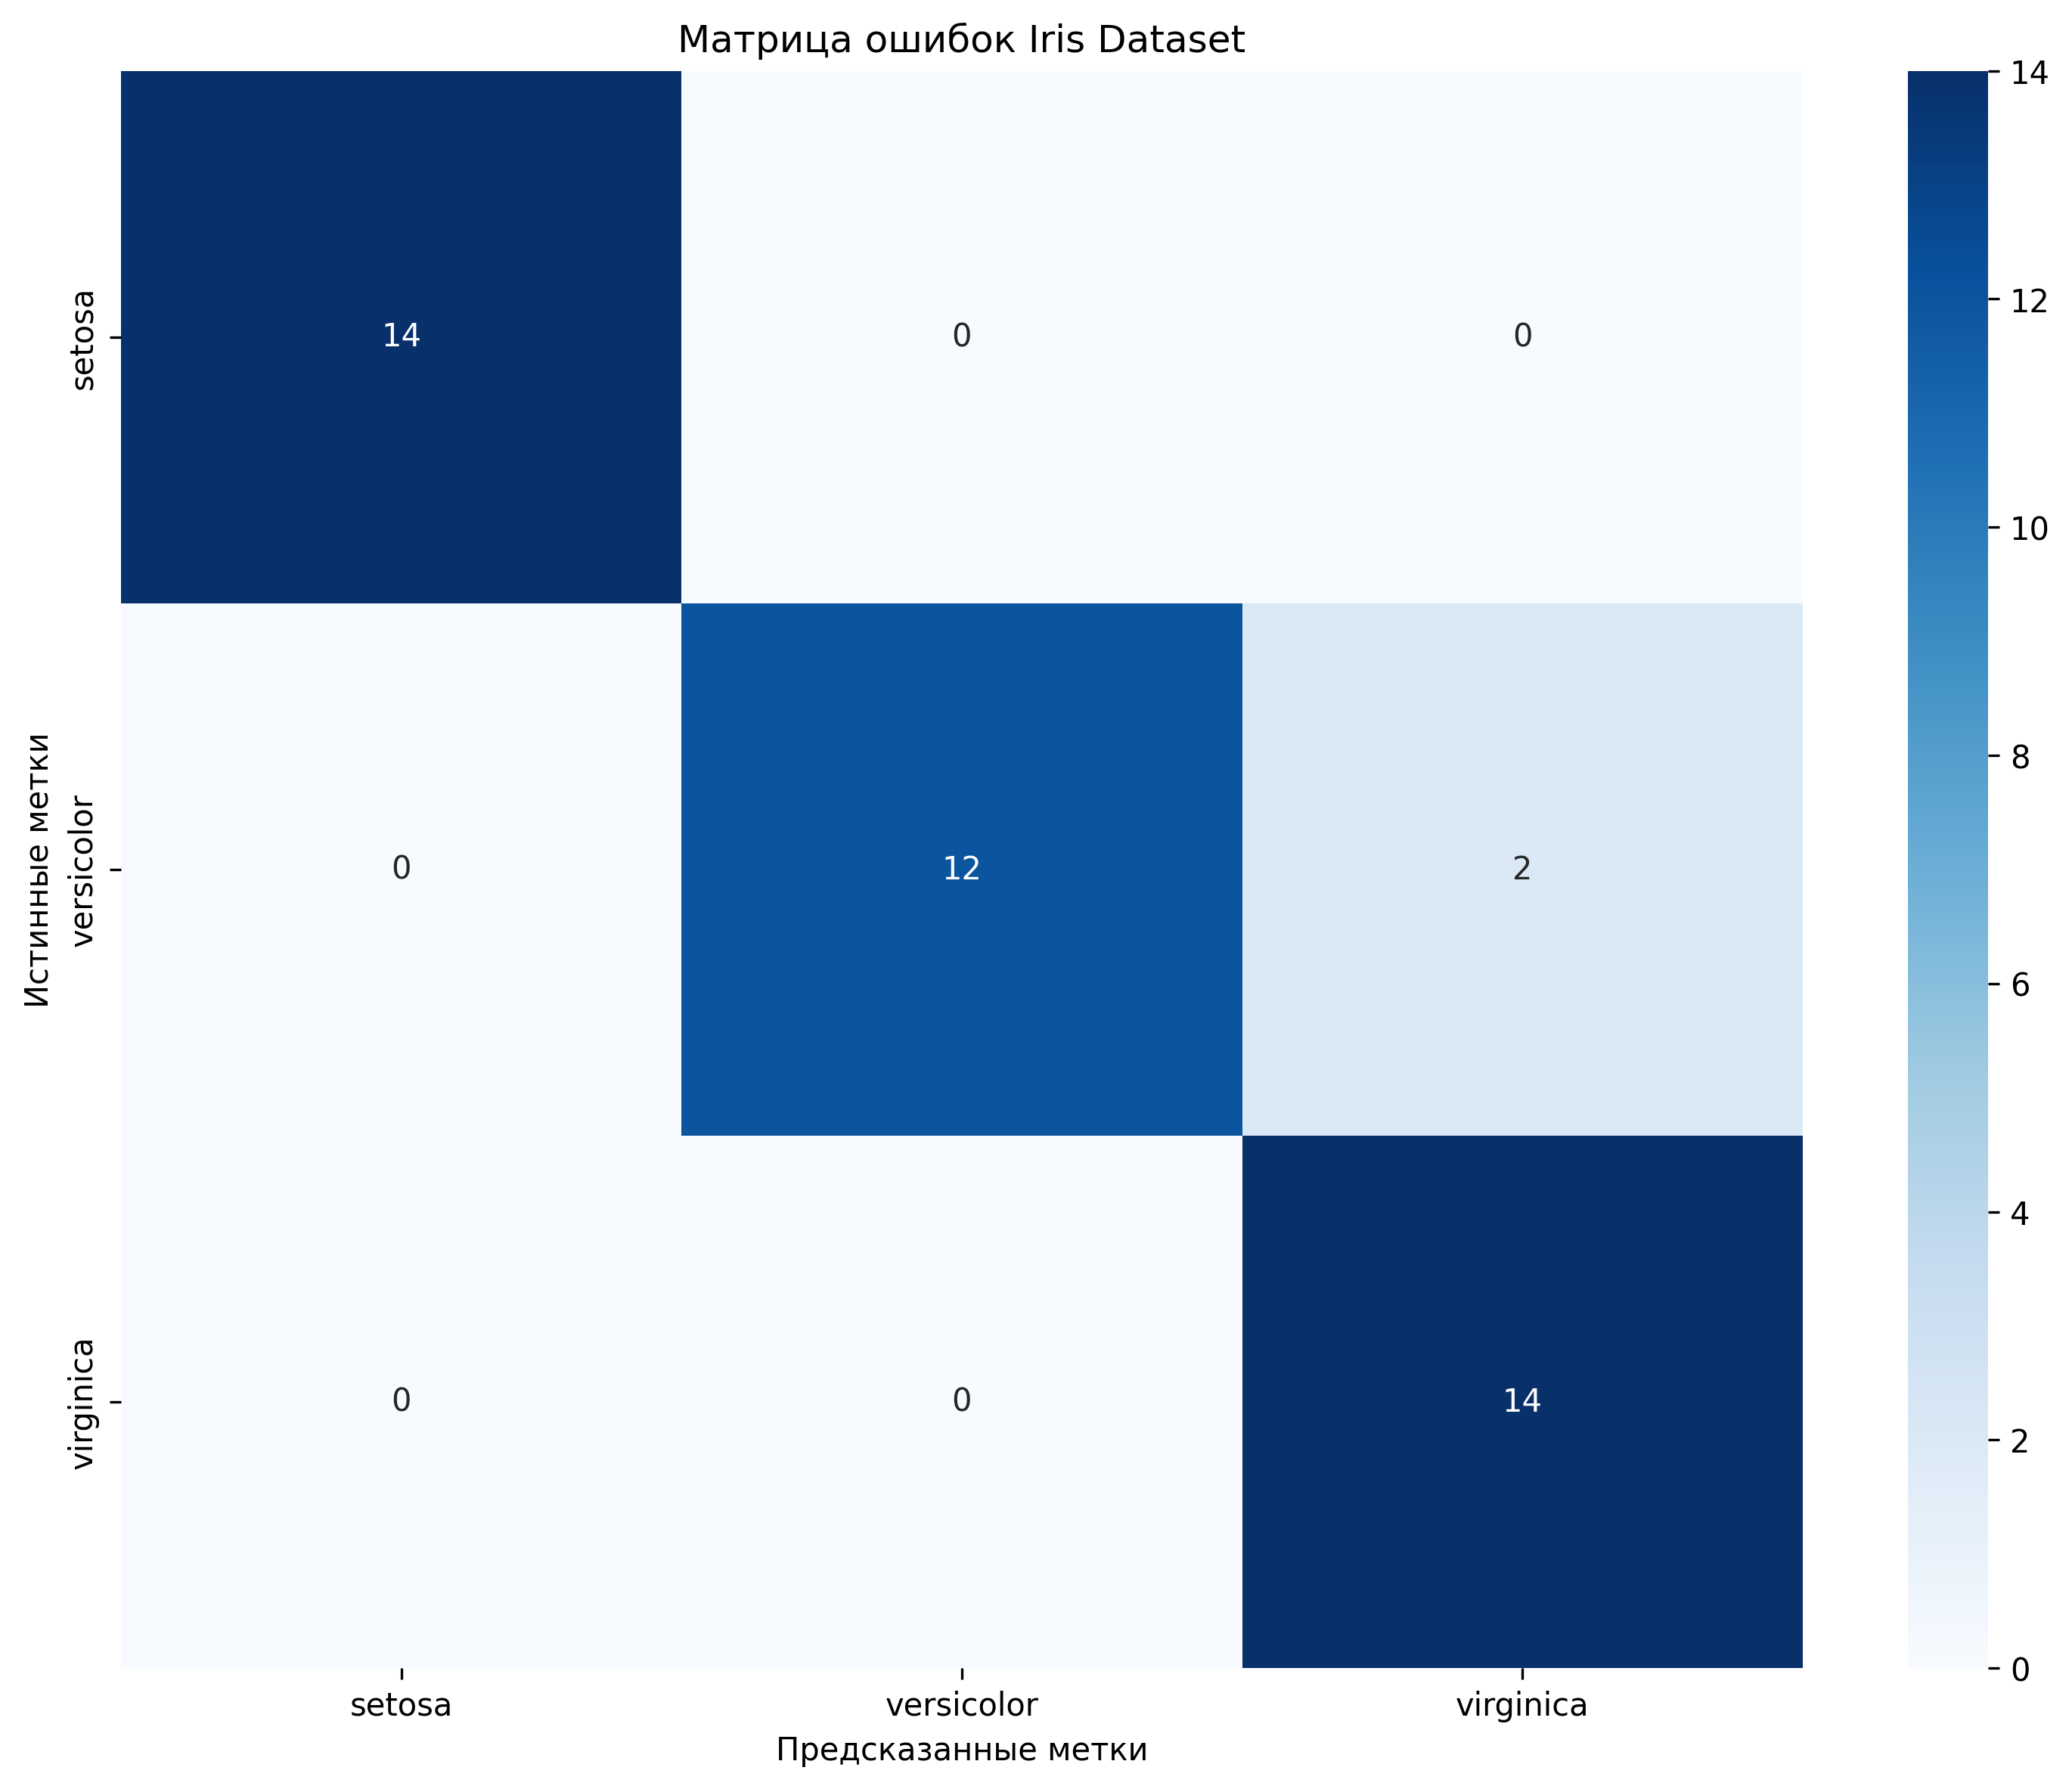 Матрица ошибок Iris Dataset
Истинные метки
setosa
14 0 0
versicolor
0 12 2
virginica
0 0 14
setosa versicolor virginica
Предсказанные метки
14
12
10
8
6
4
2
0